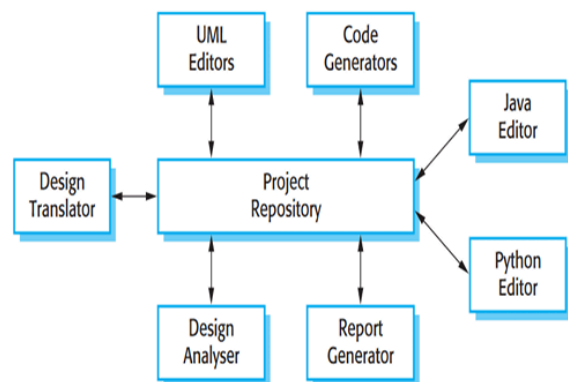 UML
Editors
Code
Generators
Java
Editor
Design
Translator
Project
Repository
Python
Editor
Design
Analyser
Report
Generator